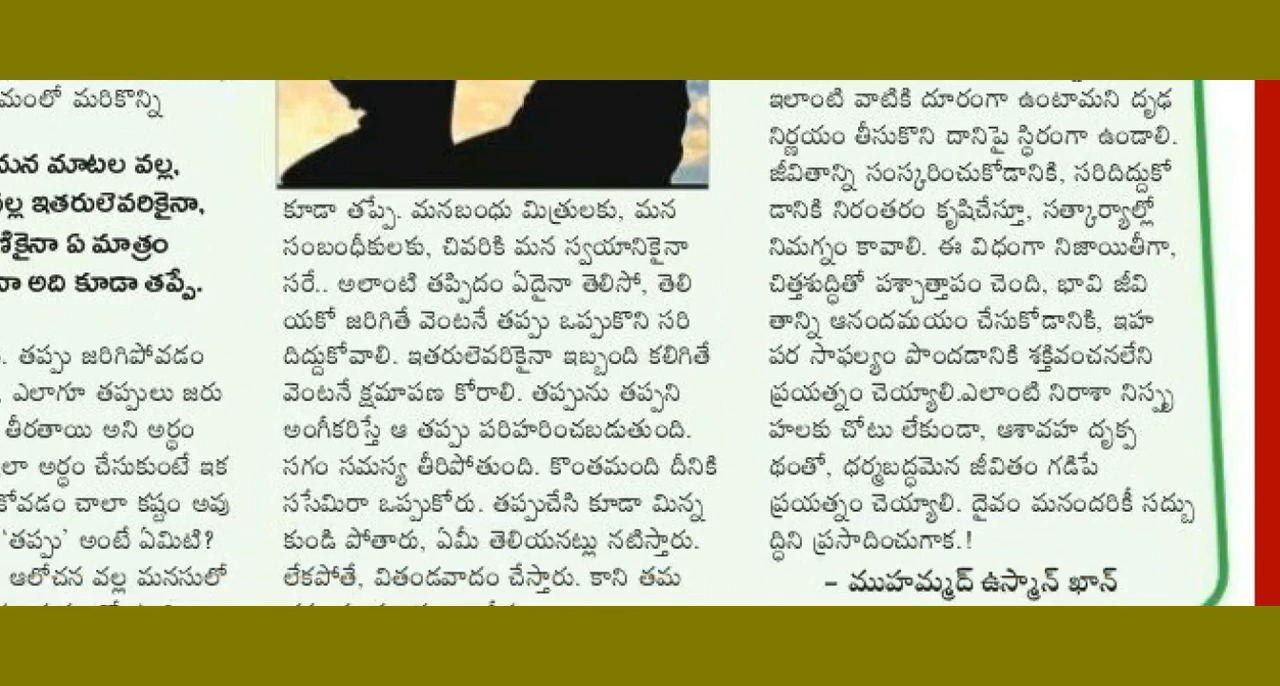 మంలో మరికొన్ని
మాటల వల్ల,
ఇతరులెవరికైనా,
ఏ మాత్రం
అది కూడా తప్పే.
తప్పు జరిగిపోవడం
ఎలాగూ తప్పులు జరు
తీరతాయి అని అర్థం
లా అర్థం చేసుకుంటే ఇక
కోవడం చాలా కష్టం అవు
'తప్పు' అంటే ఏమిటి?
ఆలోచన వల్ల మనసులో
కూడా తప్పే. మనబంధు మిత్రులకు, మన
సంబంధీకులకు, చివరికి మన స్వయానికైనా
సరే.. అలాంటి తప్పిదం ఏదైనా తెలిసో, తెలి
యకో జరిగితే వెంటనే తప్పు ఒప్పుకొని సరి
దిద్దుకోవాలి. ఇతరులెవరికైనా ఇబ్బంది కలిగితే
వెంటనే క్షమాపణ కోరాలి. తప్పును తప్పని
అంగీకరిస్తే ఆ తప్పు పరిహరించబడుతుంది.
సగం సమస్య తీరిపోతుంది. కొంతమంది దీనికి
ససేమిరా ఒప్పుకోరు. తప్పుచేసి కూడా మిన్న
కుండి పోతారు, ఏమీ తెలియనట్లు నటిస్తారు.
లేకపోతే, వితండవాదం చేస్తారు. కాని తమ
ఇలాంటి వాటికి దూరంగా ఉంటామని దృఢ
నిర్ణయం తీసుకొని దానిపై స్థిరంగా ఉండాలి.
జీవితాన్ని సంస్కరించుకోడానికి, సరిదిద్దుకో
డానికి నిరంతరం కృషిచేస్తూ, సత్కార్యాల్లో
నిమగ్నం కావాలి. ఈ విధంగా నిజాయితీగా,
చిత్తశుద్ధితో పశ్చాత్తాపం చెంది, భావి జీవి
తాన్ని ఆనందమయం చేసుకోడానికి, ఇహ
పర సాఫల్యం పొందడానికి శక్తివంచనలేని
ప్రయత్నం చెయ్యాలి.ఎలాంటి నిరాశా నిస్పృ
హలకు చోటు లేకుండా, ఆశావహ దృక్ప
థంతో, ధర్మబద్ధమైన జీవితం గడిపే
ప్రయత్నం చెయ్యాలి. దైవం మనందరికీ సద్బు
ద్ధిని ప్రసాదించుగాక.!
– ముహమ్మద్ ఉస్మాన్ ఖాన్